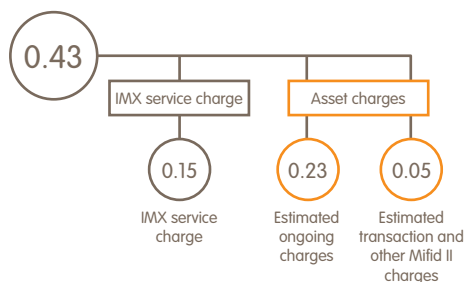 0.43
IMX service charge
Asset charges
0.15
0.23
0.05
IMX service
charge
Estimated
ongoing
charges
Estimated
transaction and
other Mifid II
charges